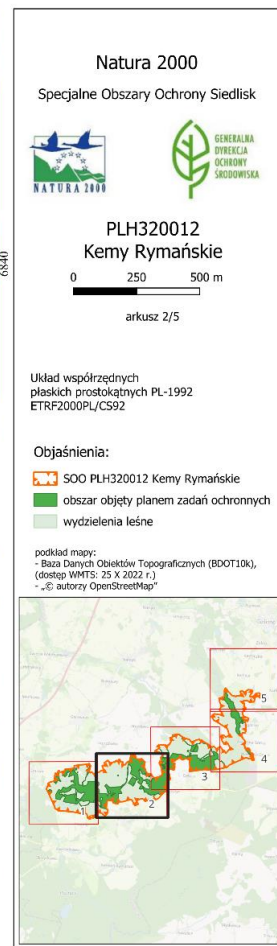 Natura 2000
Specjalne Obszary Ochrony Siedlisk
NATURA 2000
GENERALNA
DYREKCJA
OCHRONY
ŚRODOWISKA
PLH320012
Kemy Rymańskie
0 250 500 m
arkusz 2/5
6840
Układ współrzędnych
płaskich prostokątnych PL-1992
ETRF2000PL/CS92
Objaśnienia:
SOO PLH320012 Kemy Rymańskie
obszar objęty planem zadań ochronnych
wydzielenia leśne
podkład mapy:
- Baza Danych Obiektów Topograficznych (BDOT10k),
(dostęp WMTS: 25 X 2022 r.)
- „© autorzy OpenStreetMap”
5
4
3
2
1